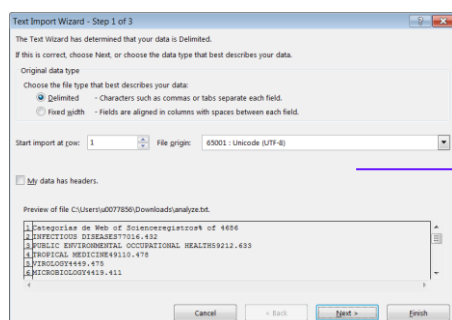 Text Import Wizard - Step 1 of 3
The Text Wizard has determined that your data is Delimited.
If this is correct, choose Next, or choose the data type that best describes your data.
Original data type
Choose the file type that best describes your data:
Delimited - Characters such as commas or tabs separate each field.
Fixed width - Fields are aligned in columns with spaces between each field.
Start import at row: 1 File origin: 65001 : Unicode (UTF-8)
My data has headers.
Preview of file C:\Users\u0077856\Downloads\analyze.txt.
1 Categorías de Web of Scienceregistros% of 4686
2 INFECTIOUS DISEASES77016.432
3 PUBLIC ENVIRONMENTAL OCCUPATIONAL HEALTH59212.633
4 TROPICAL MEDICINE49110.478
5 VIROLOGY4449.475
6 MICROBIOLOGY4419.411
Cancel < Back Next > Finish